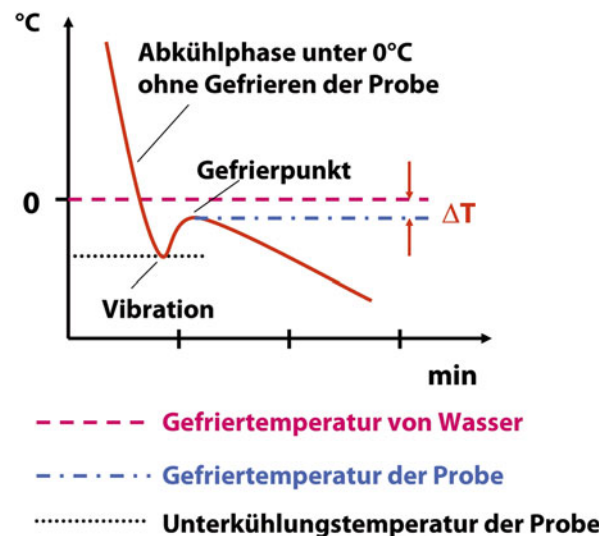 °C
Abkühlphase unter 0°C
ohne Gefrieren der Probe
Gefrierpunkt
0
ΔT
Vibration
min
Gefriertemperatur von Wasser
Gefriertemperatur der Probe
Unterkühlungstemperatur der Probe